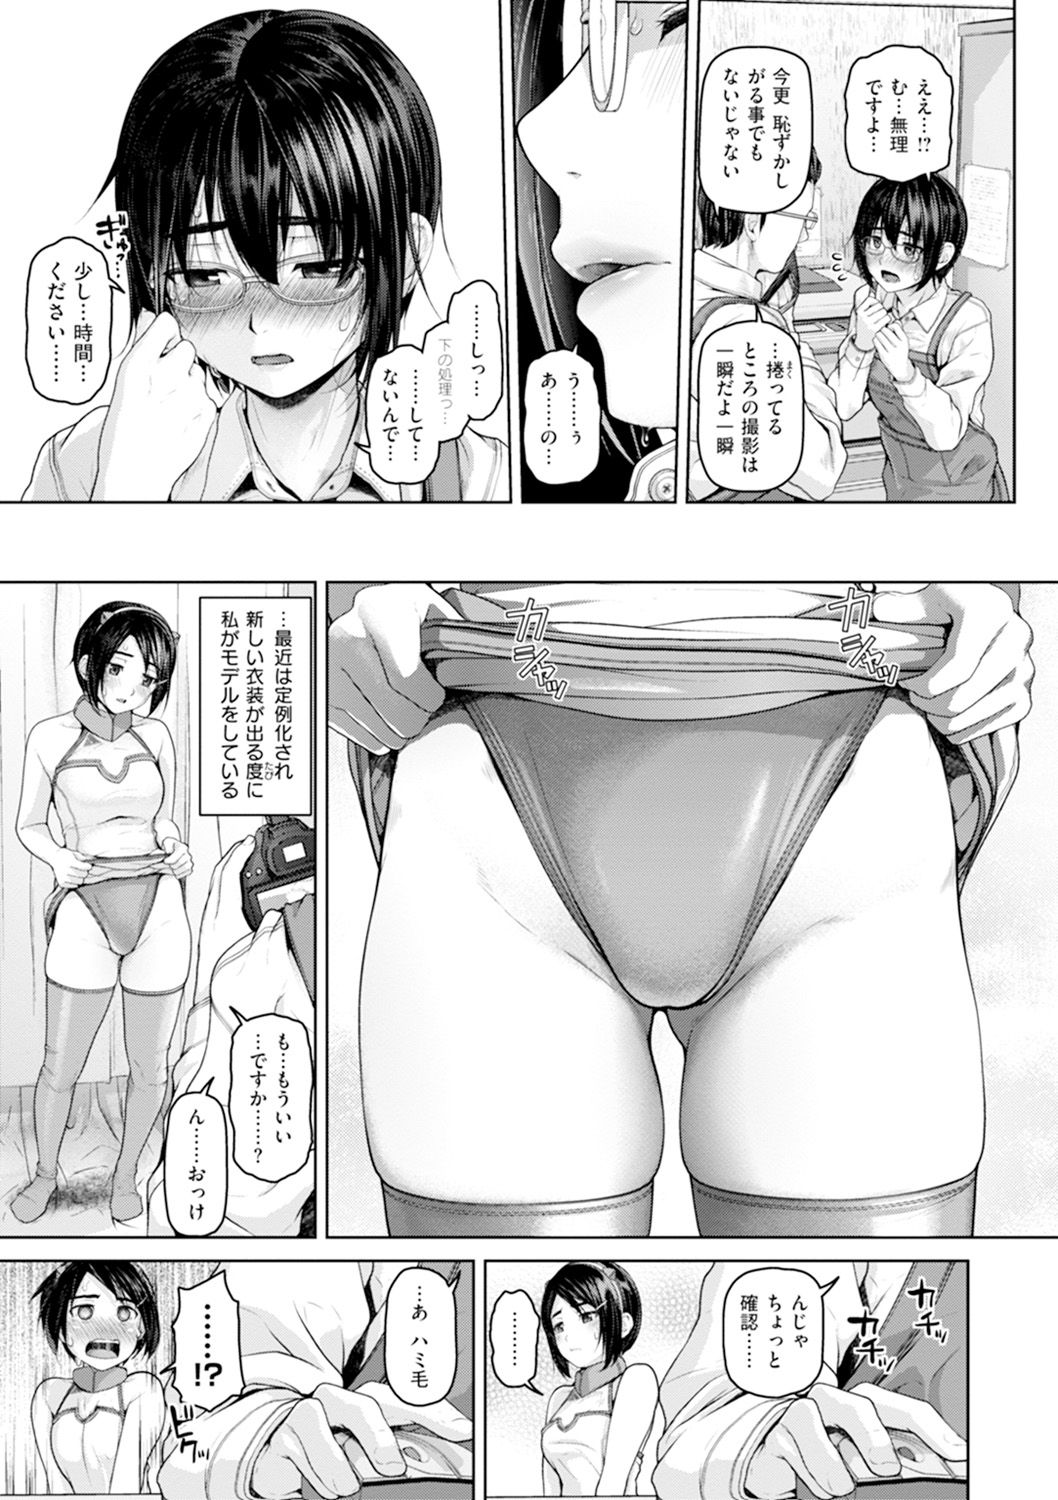 ええ…!?
む…無理
ですよ…
今更 恥ずかし
がる事でも
ないじゃない
…捲ってる
まく
ところの撮影は
一瞬だよ一瞬
う………ぅ
あ……の…
………しっ…
下の処理っ…
………して…
ないんで…
ぎゅっ…
少し…時間…
ください………
カ
シャッ
カ
シャッ
…最近は定例化され
新しい衣装が出る度に
たび
私がモデルをしている
も…もういい
…ですか……?
ん……おっけ
んじゃ
ちょっと
確認……
カチッ
カチッ
………
…あ ハミ毛
……!?
ビクッ